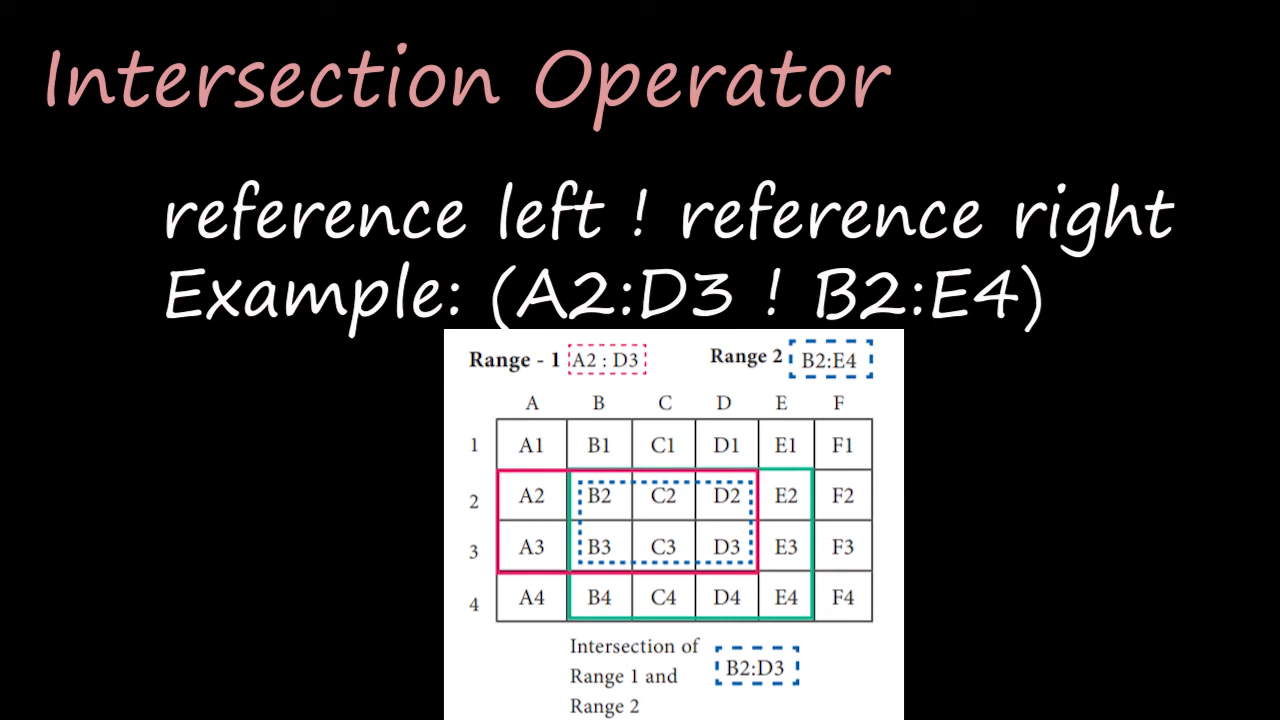 Intersection Operator
reference left ! reference right
Example: (A2:D3 ! B2:E4)
Range - 1 A2 : D3 Range 2 B2:E4
A B C D E F
1 A1 B1 C1 D1 E1 F1
2 A2 B2 C2 D2 E2 F2
3 A3 B3 C3 D3 E3 F3
4 A4 B4 C4 D4 E4 F4
Intersection of
Range 1 and B2:D3
Range 2